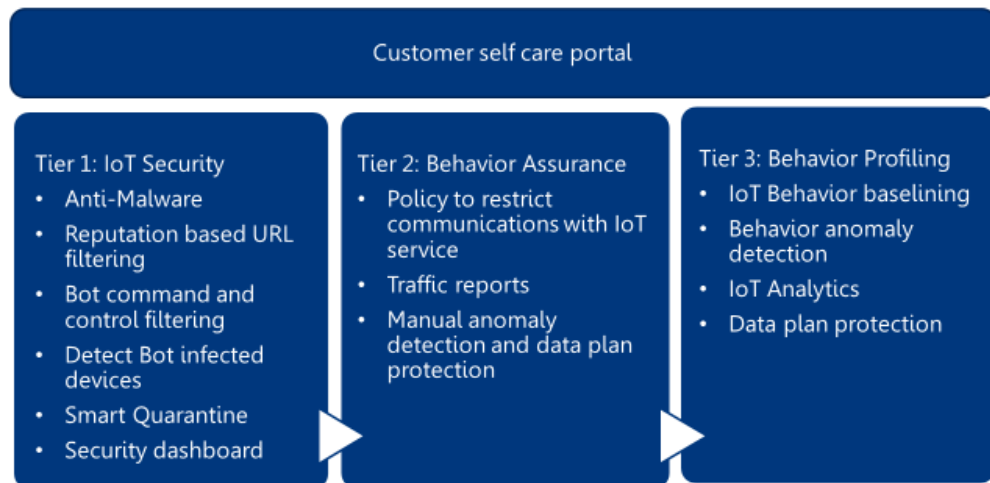 Customer self care portal
Tier 1: IoT Security
• Anti-Malware
• Reputation based URL
filtering
• Bot command and
control filtering
• Detect Bot infected
devices
• Smart Quarantine
• Security dashboard
Tier 2: Behavior Assurance
• Policy to restrict
communications with IoT
service
• Traffic reports
• Manual anomaly
detection and data plan
protection
Tier 3: Behavior Profiling
• IoT Behavior baselining
• Behavior anomaly
detection
• IoT Analytics
• Data plan protection